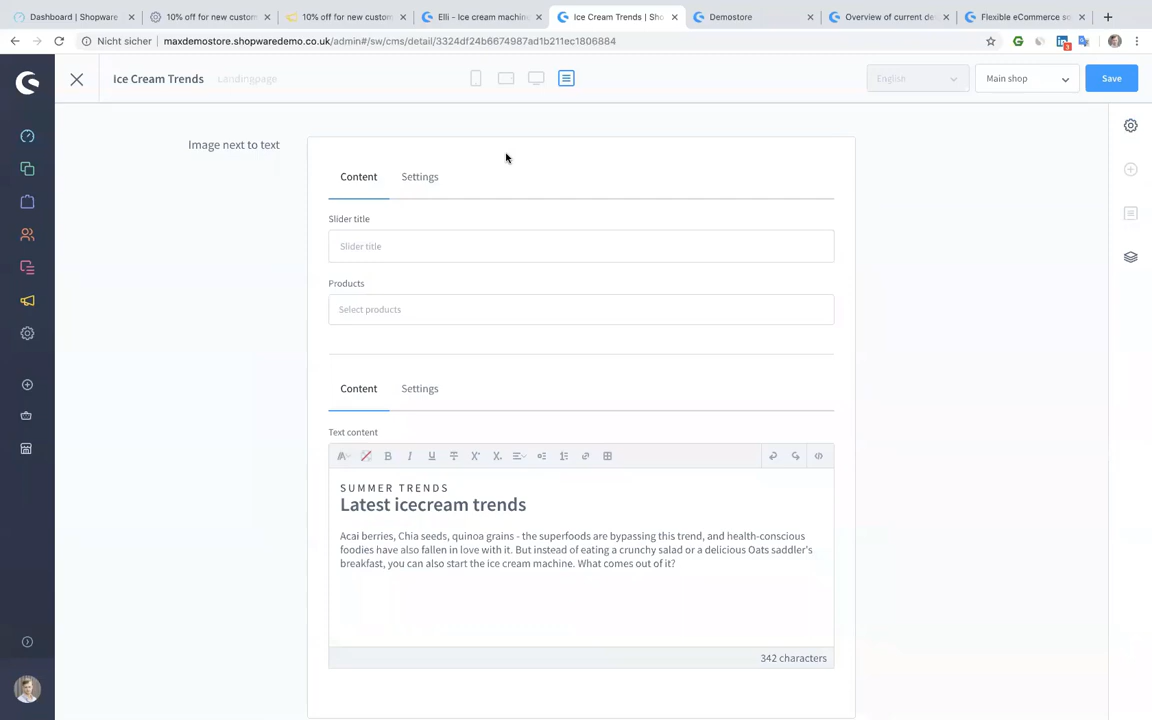 Dashboard | Shopware
10% off for new custom
10% off for new custom
Elli - Ice cream machin
Ice Cream Trends | Sho
Demostore
Overview of current de
Flexible eCommerce so
Nicht sicher | maxdemostore.shopwaredemo.co.uk/admin#/sw/cms/detail/3324df24b6674987ad1b211ec1806884
Ice Cream Trends Landingpage
English
Main shop
Save
Image next to text
Content Settings
Slider title
Slider title
Products
Select products
Content Settings
Text content
SUMMER TRENDS
Latest icecream trends
Acai berries, Chia seeds, quinoa grains - the superfoods are bypassing this trend, and health-conscious
foodies have also fallen in love with it. But instead of eating a crunchy salad or a delicious Oats saddler's
breakfast, you can also start the ice cream machine. What comes out of it?
342 characters